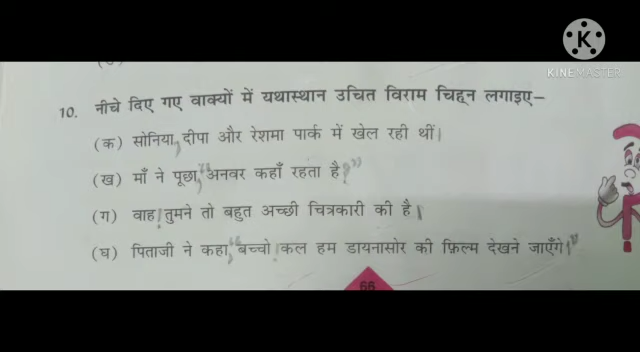 K
KINEMASTER
10. नीचे दिए गए वाक्यों में यथास्थान उचित विराम चिह्न लगाइए—
(क) सोनिया, दीपा और रेशमा पार्क में खेल रही थीं।
(ख) माँ ने पूछा, "अनवर कहाँ रहता है?"
(ग) वाह! तुमने तो बहुत अच्छी चित्रकारी की है।
(घ) पिताजी ने कहा, "बच्चो! कल हम डायनासोर की फ़िल्म देखने जाएँगे।"
66